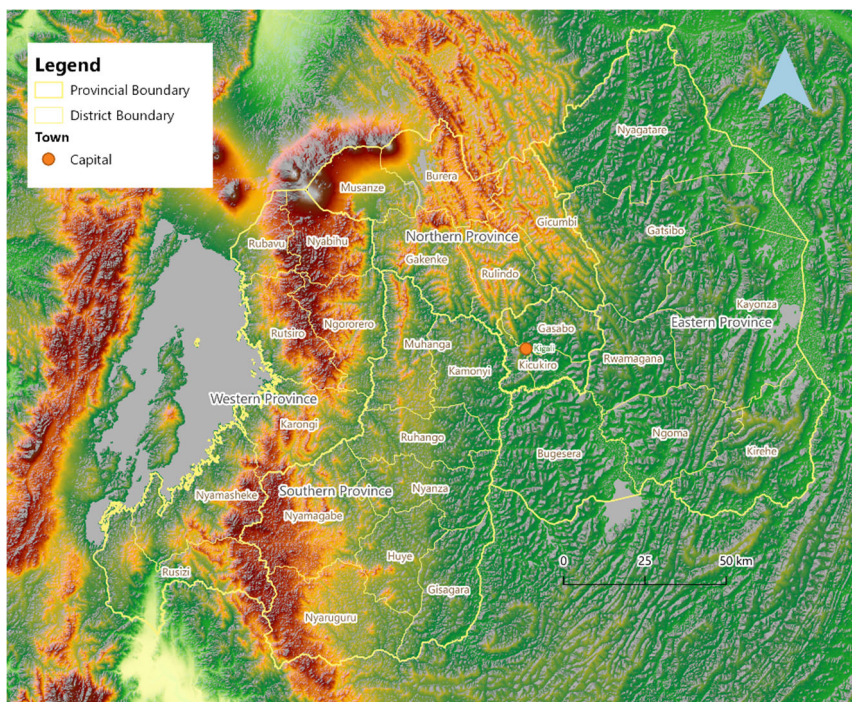 Legend
Provincial Boundary
District Boundary
Town
Capital
Nyagatare
Burera
Musanze
Gicumbi
Gatsibo
Rubavu
Nyabihu
Northern Province
Gakenke
Rulindo
Kayonza
Rutsiro
Ngororero
Gasabo
Eastern Province
Muhanga
Kigali
Kicukiro
Rwamagana
Kamonyi
Western Province
Karongi
Ruhango
Ngoma
Bugesera
Kirehe
Nyamasheke
Southern Province
Nyanza
Nyamagabe
Huye
0 25 50 km
Rusizi
Gisagara
Nyaruguru